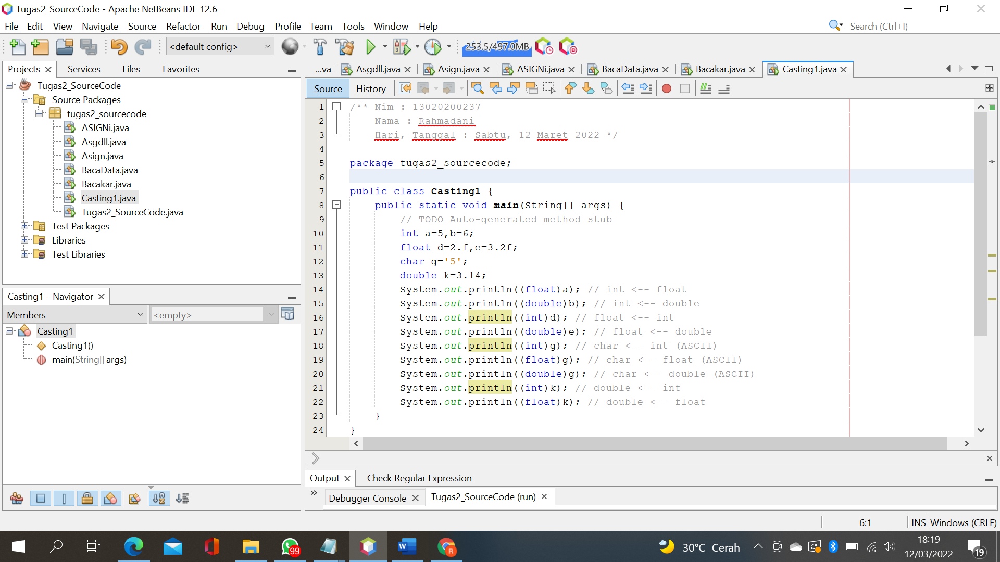 Tugas2_SourceCode - Apache NetBeans IDE 12.6
File Edit View Navigate Source Refactor Run Debug Profile Team Tools Window Help
Search (Ctrl+I)
<default config>
253.5/497.0MB
Projects Services Files Favorites
...va Asgdll.java Asign.java ASIGNi.java BacaData.java Bacakar.java Casting1.java
Source History
Tugas2_SourceCode
Source Packages
tugas2_sourcecode
ASIGNi.java
Asgdll.java
Asign.java
BacaData.java
Bacakar.java
Casting1.java
Tugas2_SourceCode.java
Test Packages
Libraries
Test Libraries
Casting1 - Navigator
Members
<empty>
Casting1
Casting1()
main(String[] args)
1 /** Nim : 13020200237
2 Nama : Rahmadani
3 Hari, Tanggal : Sabtu, 12 Maret 2022 */
4
5 package tugas2_sourcecode;
6
7 public class Casting1 {
8 public static void main(String[] args) {
9 // TODO Auto-generated method stub
10 int a=5,b=6;
11 float d=2.f,e=3.2f;
12 char g='5';
13 double k=3.14;
14 System.out.println((float)a); // int <-- float
15 System.out.println((double)b); // int <-- double
16 System.out.println((int)d); // float <-- int
17 System.out.println((double)e); // float <-- double
18 System.out.println((int)g); // char <-- int (ASCII)
19 System.out.println((float)g); // char <-- float (ASCII)
20 System.out.println((double)g); // char <-- double (ASCII)
21 System.out.println((int)k); // double <-- int
22 System.out.println((float)k); // double <-- float
23 }
24 }
Output Check Regular Expression
Debugger Console Tugas2_SourceCode (run)
6:1 INS Windows (CRLF)
99
30°C Cerah
18:19
12/03/2022
19